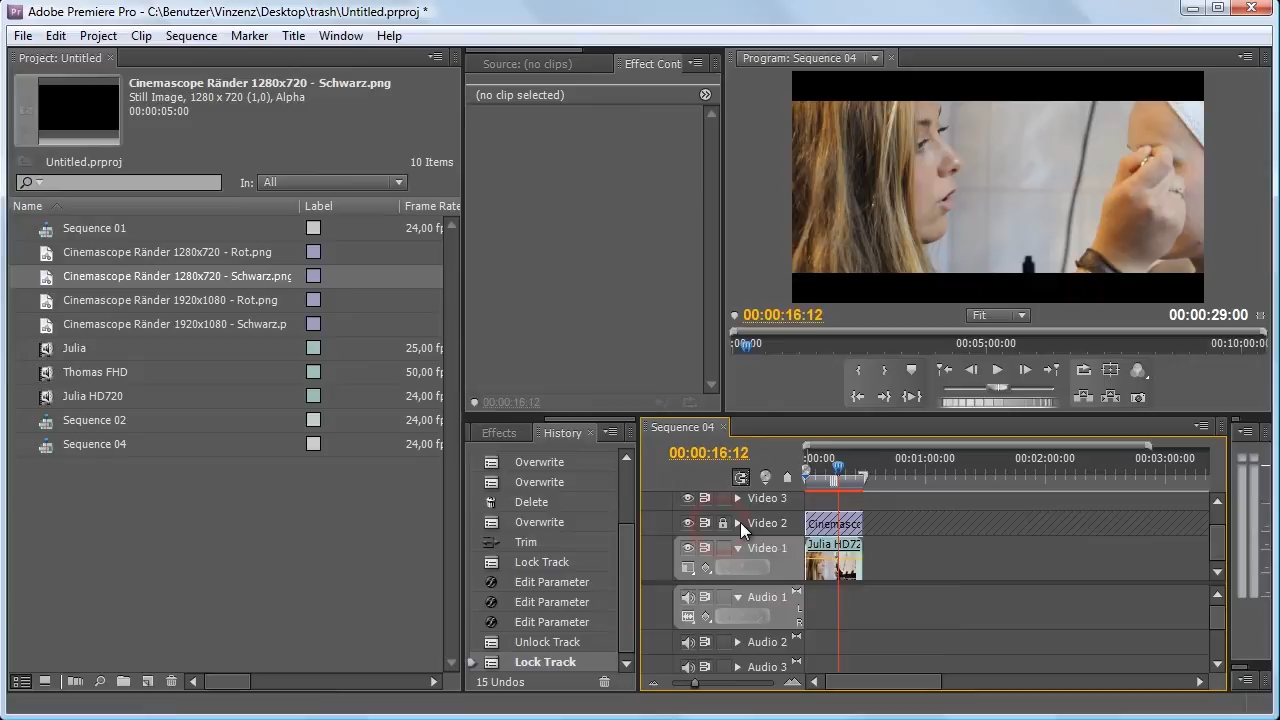 Adobe Premiere Pro - C:\Benutzer\Vinzenz\Desktop\trash\Untitled.prproj *
File Edit Project Clip Sequence Marker Title Window Help
Project: Untitled
Cinemascope Ränder 1280x720 - Schwarz.png
Still Image, 1280 x 720 (1,0), Alpha
00:00:05:00
Untitled.prproj 10 Items
In: All
Name Label Frame Rate
Sequence 01 24,00 fp
Cinemascope Ränder 1280x720 - Rot.png
Cinemascope Ränder 1280x720 - Schwarz.png
Cinemascope Ränder 1920x1080 - Rot.png
Cinemascope Ränder 1920x1080 - Schwarz.p
Julia 25,00 fp
Thomas FHD 50,00 fp
Julia HD720 24,00 fp
Sequence 02 24,00 fp
Sequence 04 24,00 fp
Source: (no clips) Effect Cont
(no clip selected)
00:00:16:12
Program: Sequence 04
00:00:16:12 Fit 00:00:29:00
:00:00 00:05:00:00 00:10:00:0
Effects History
Overwrite
Overwrite
Delete
Overwrite
Trim
Lock Track
Edit Parameter
Edit Parameter
Edit Parameter
Unlock Track
Lock Track
15 Undos
Sequence 04
00:00:16:12
:00:00 00:01:00:00 00:02:00:00 00:03:00:00
Video 3
Video 2 Cinemasc
Video 1 Julia HD72
Audio 1 L
R
Audio 2
Audio 3